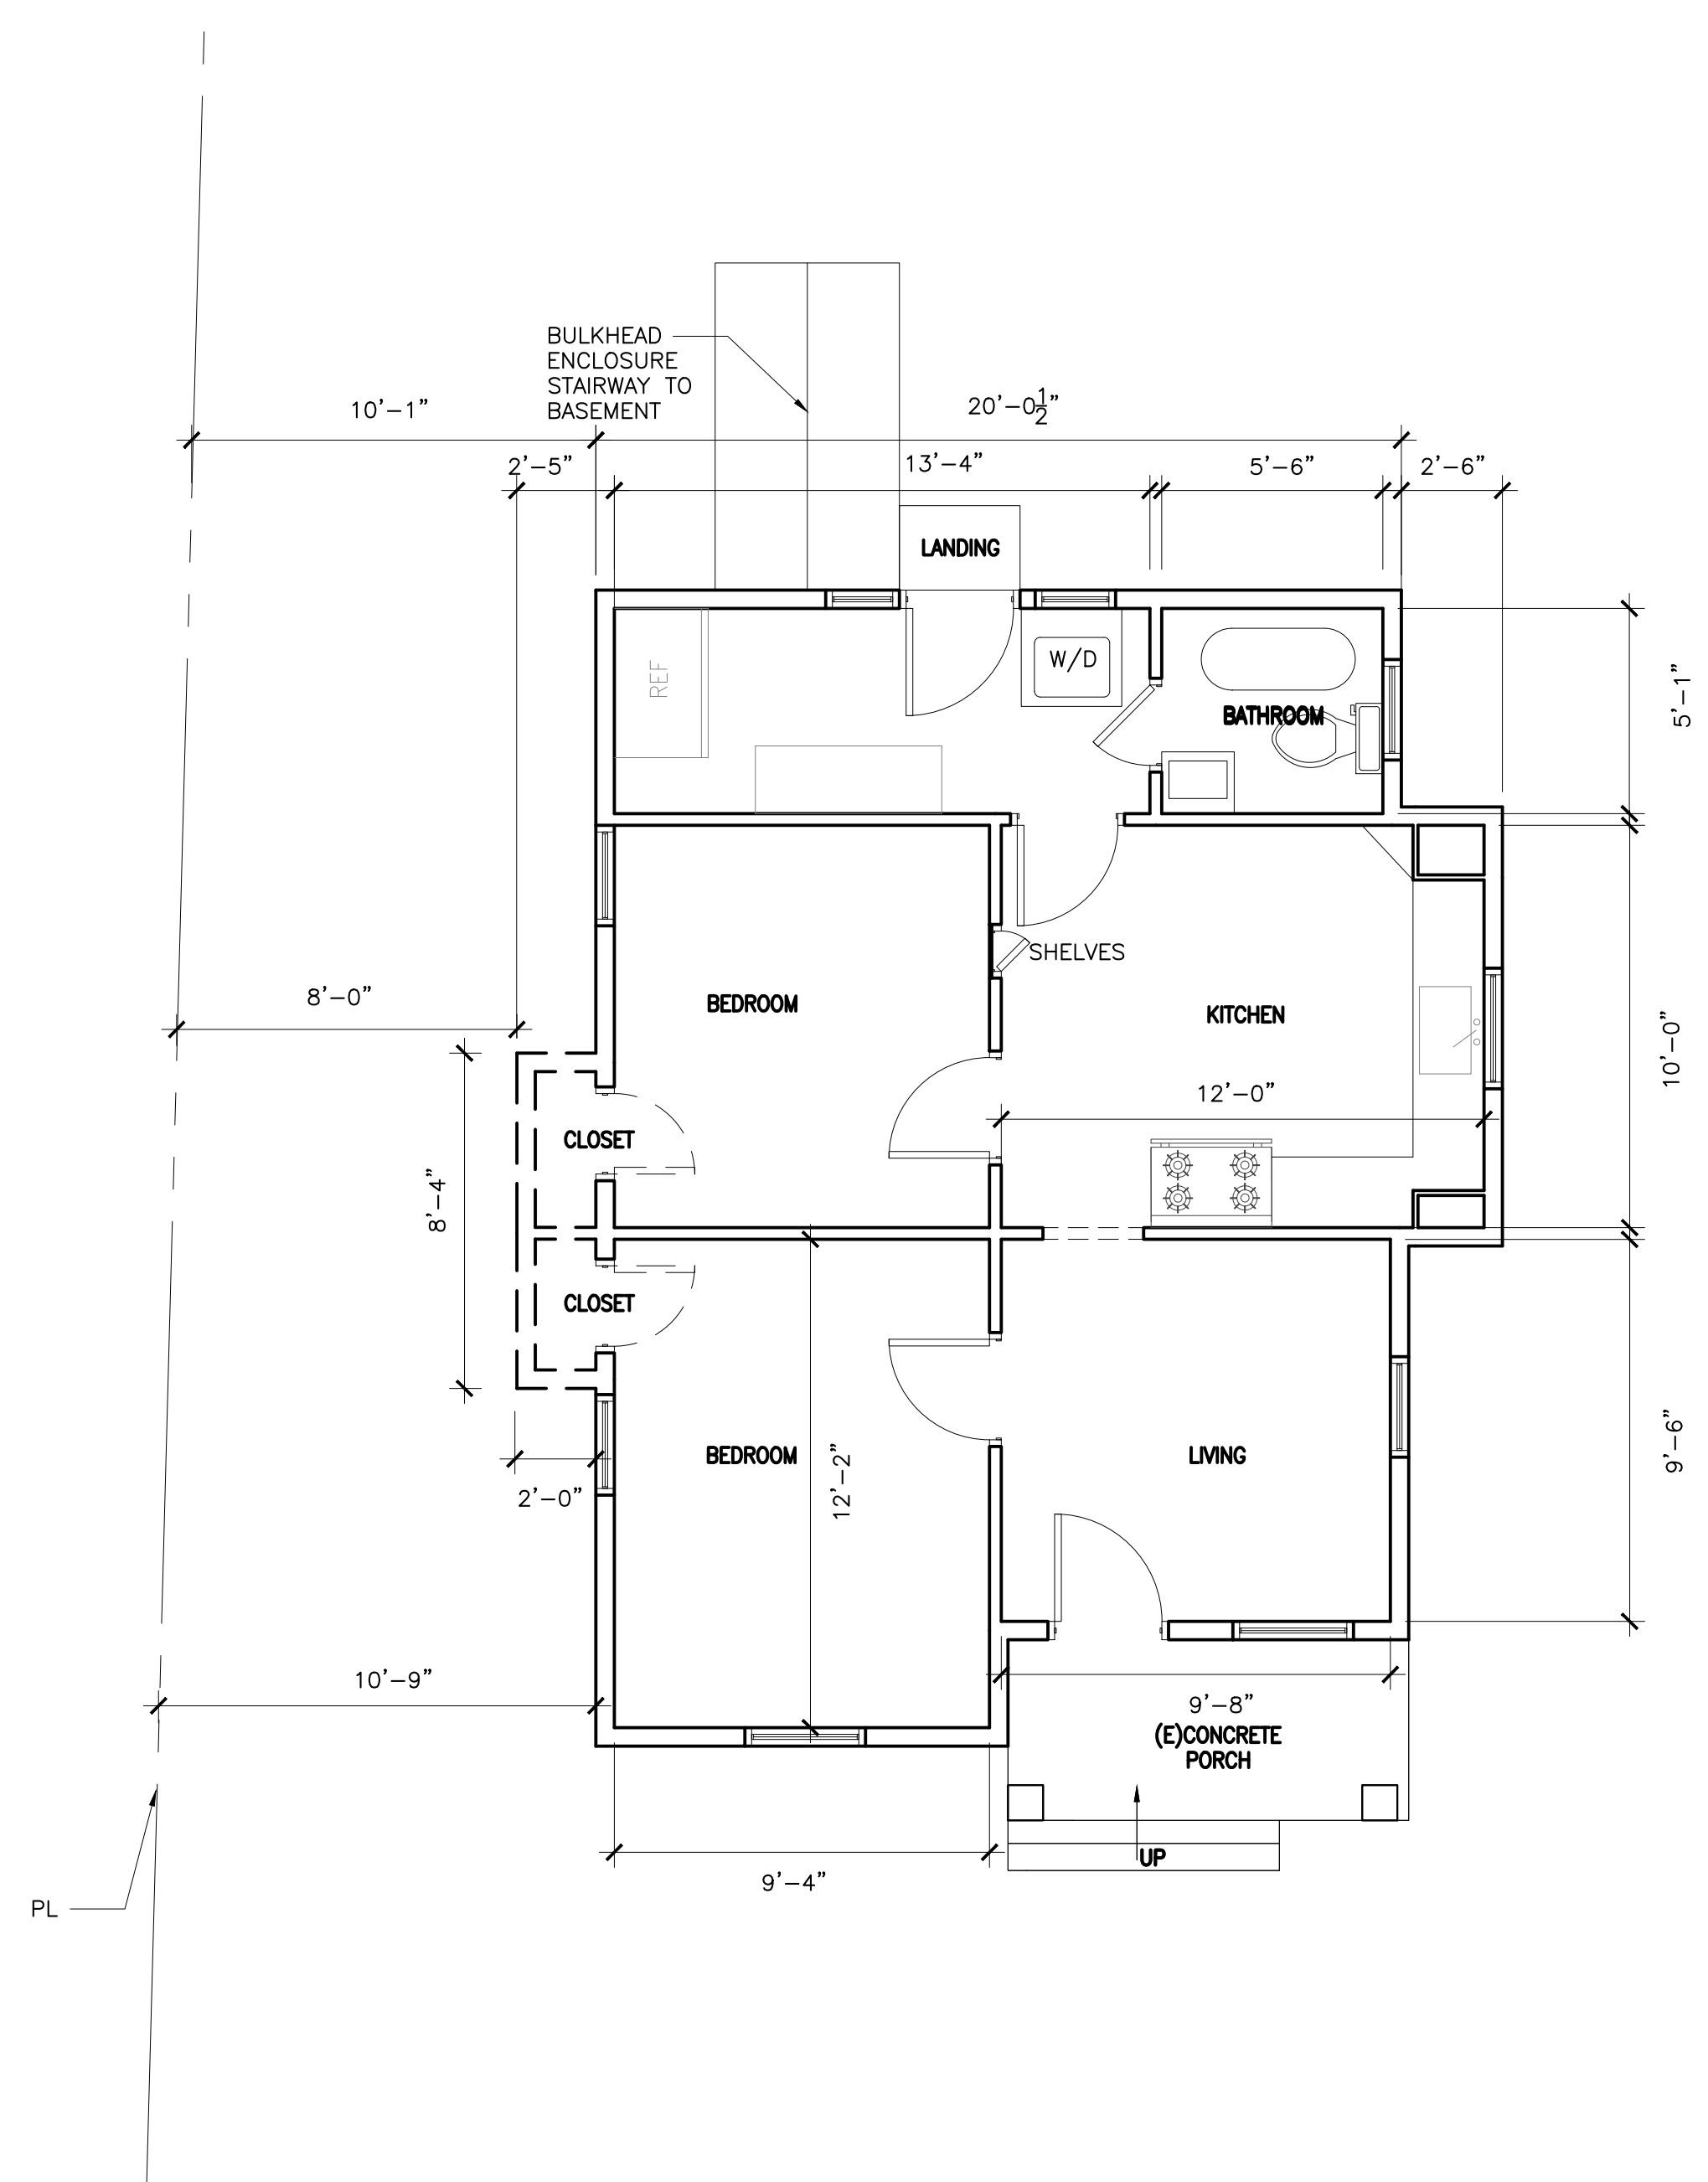 BULKHEAD
ENCLOSURE
STAIRWAY TO
BASEMENT
10'-1"
20'-0 1/2"
2'-5"
13'-4"
5'-6"
2'-6"
LANDING
REF
W/D
BATHROOM
5'-1"
SHELVES
BEDROOM
KITCHEN
8'-0"
10'-0"
12'-0"
CLOSET
8'-4"
CLOSET
BEDROOM
12'-2"
LIVING
9'-6"
2'-0"
10'-9"
9'-8"
(E)CONCRETE
PORCH
UP
9'-4"
PL